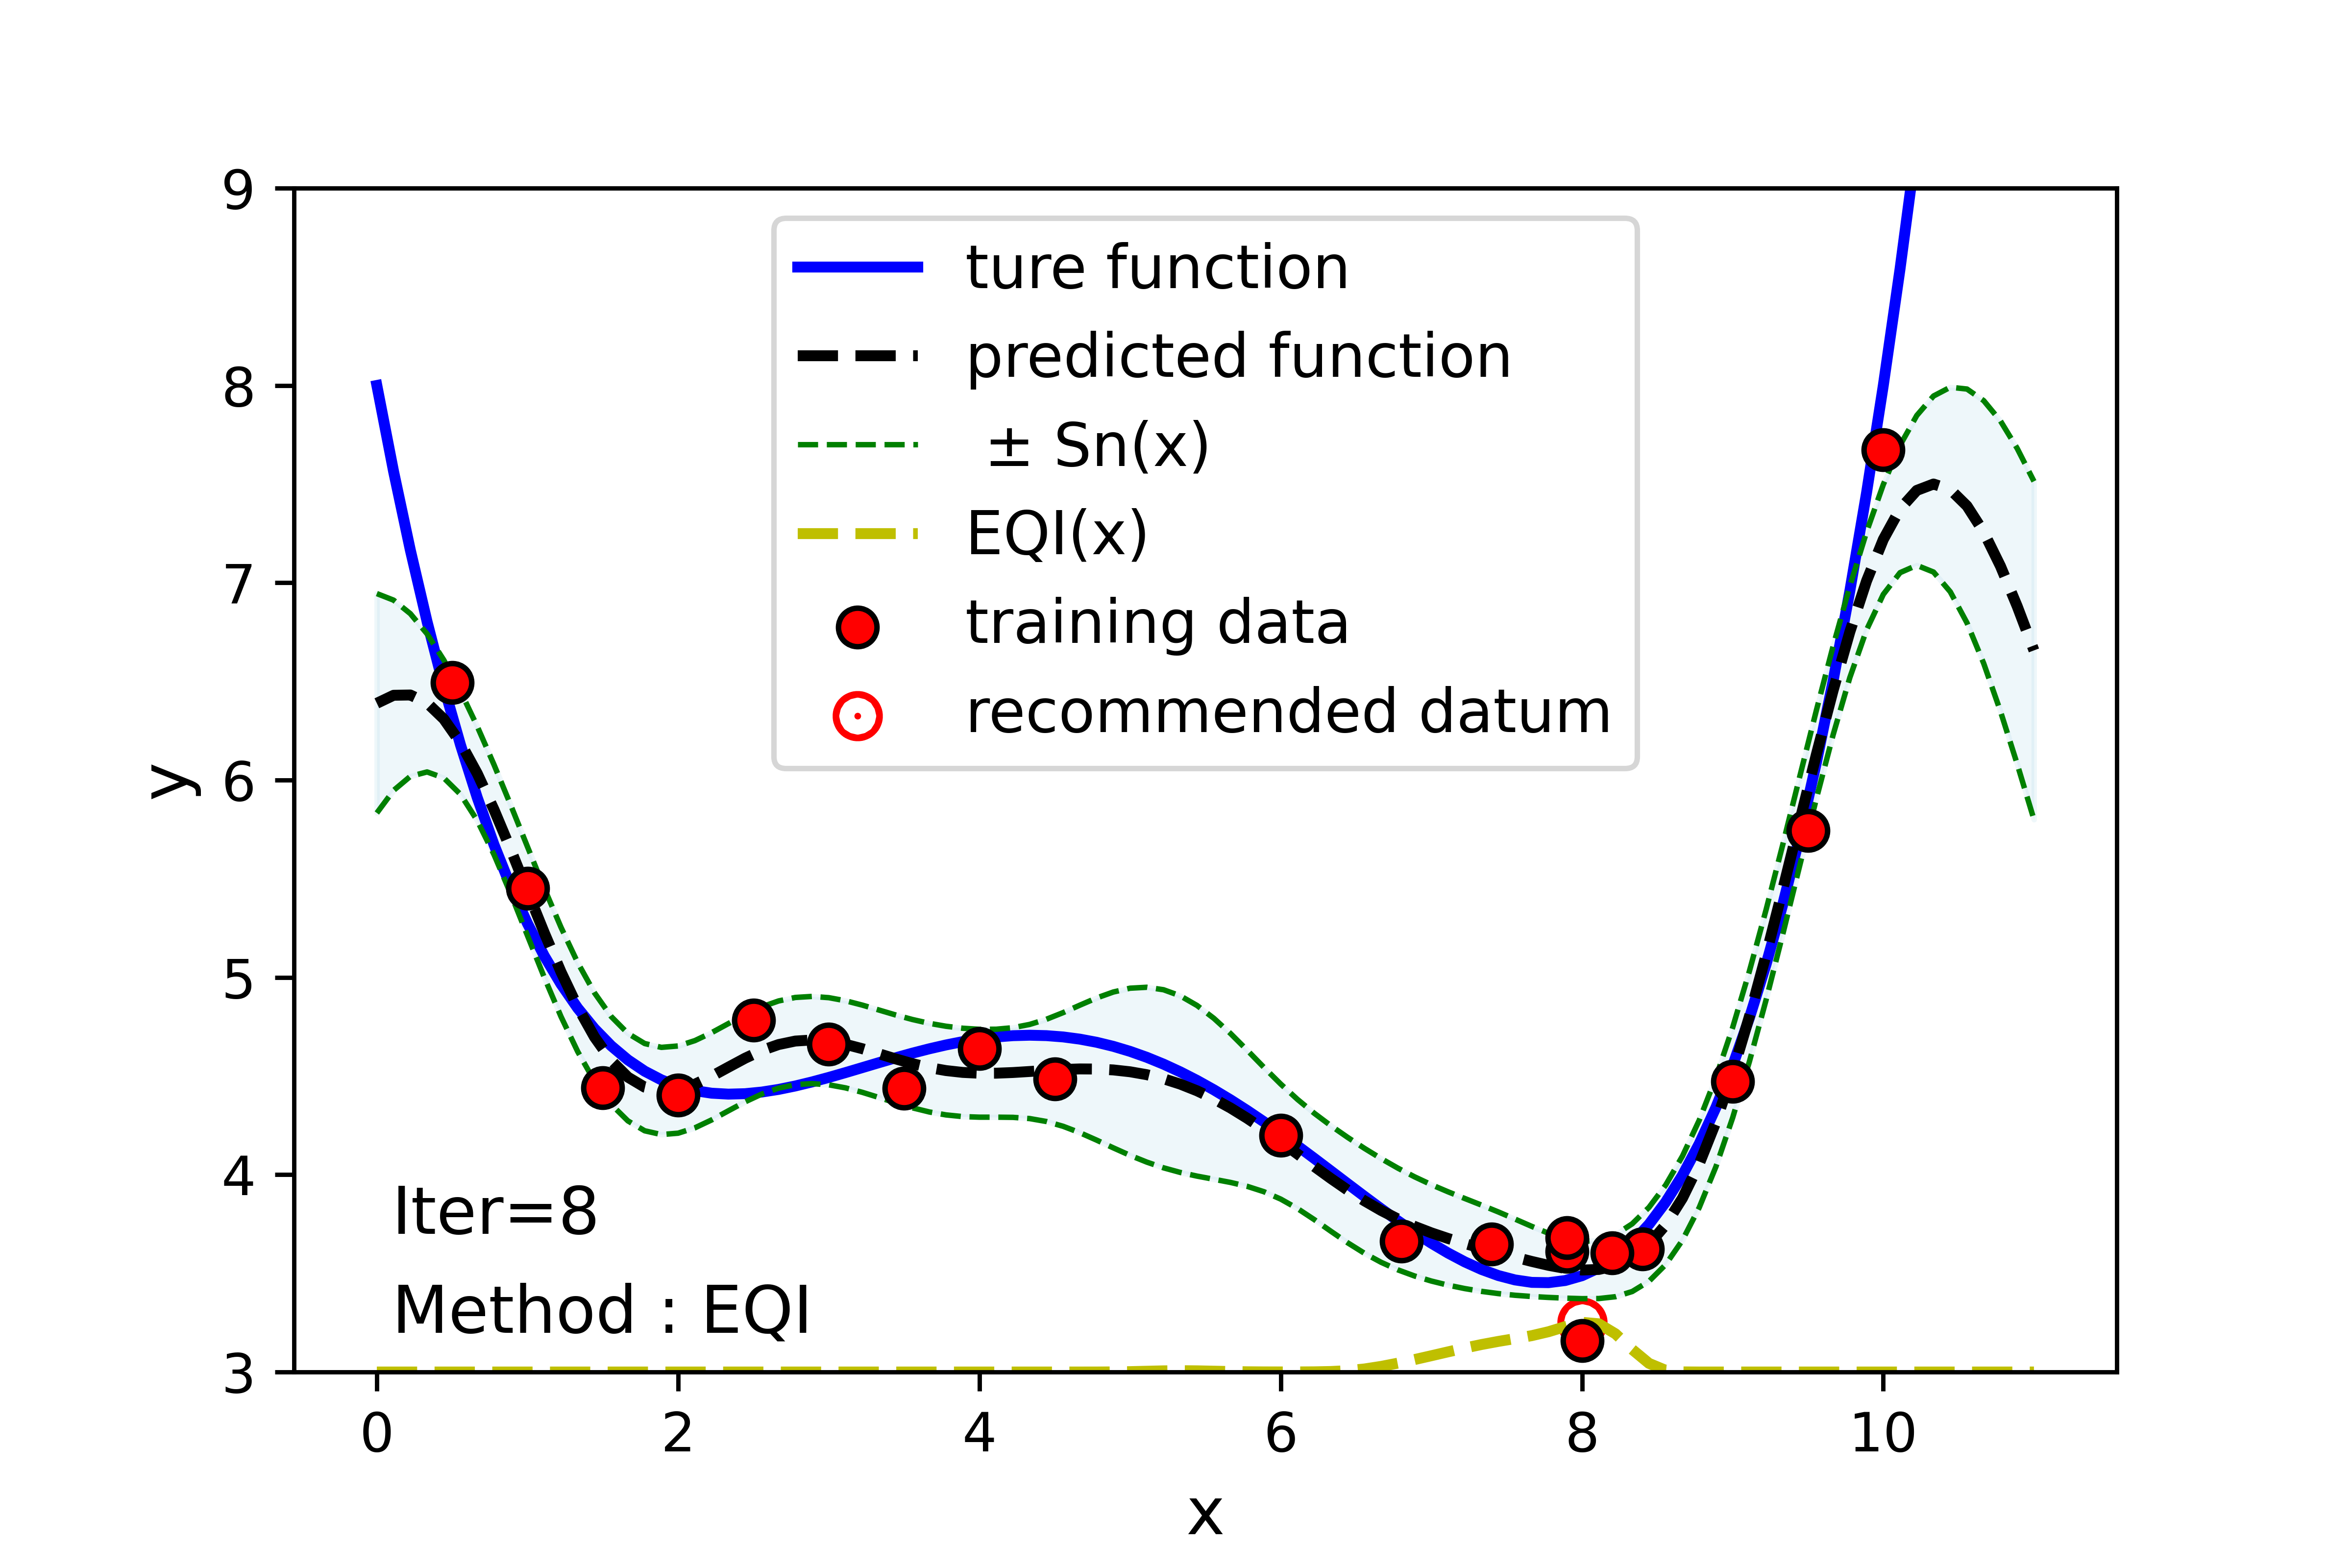 9
8
7
6
5
4
3
y
ture function
predicted function
± Sn(x)
EQI(x)
training data
recommended datum
Iter=8
Method : EQI
0 2 4 6 8 10
x